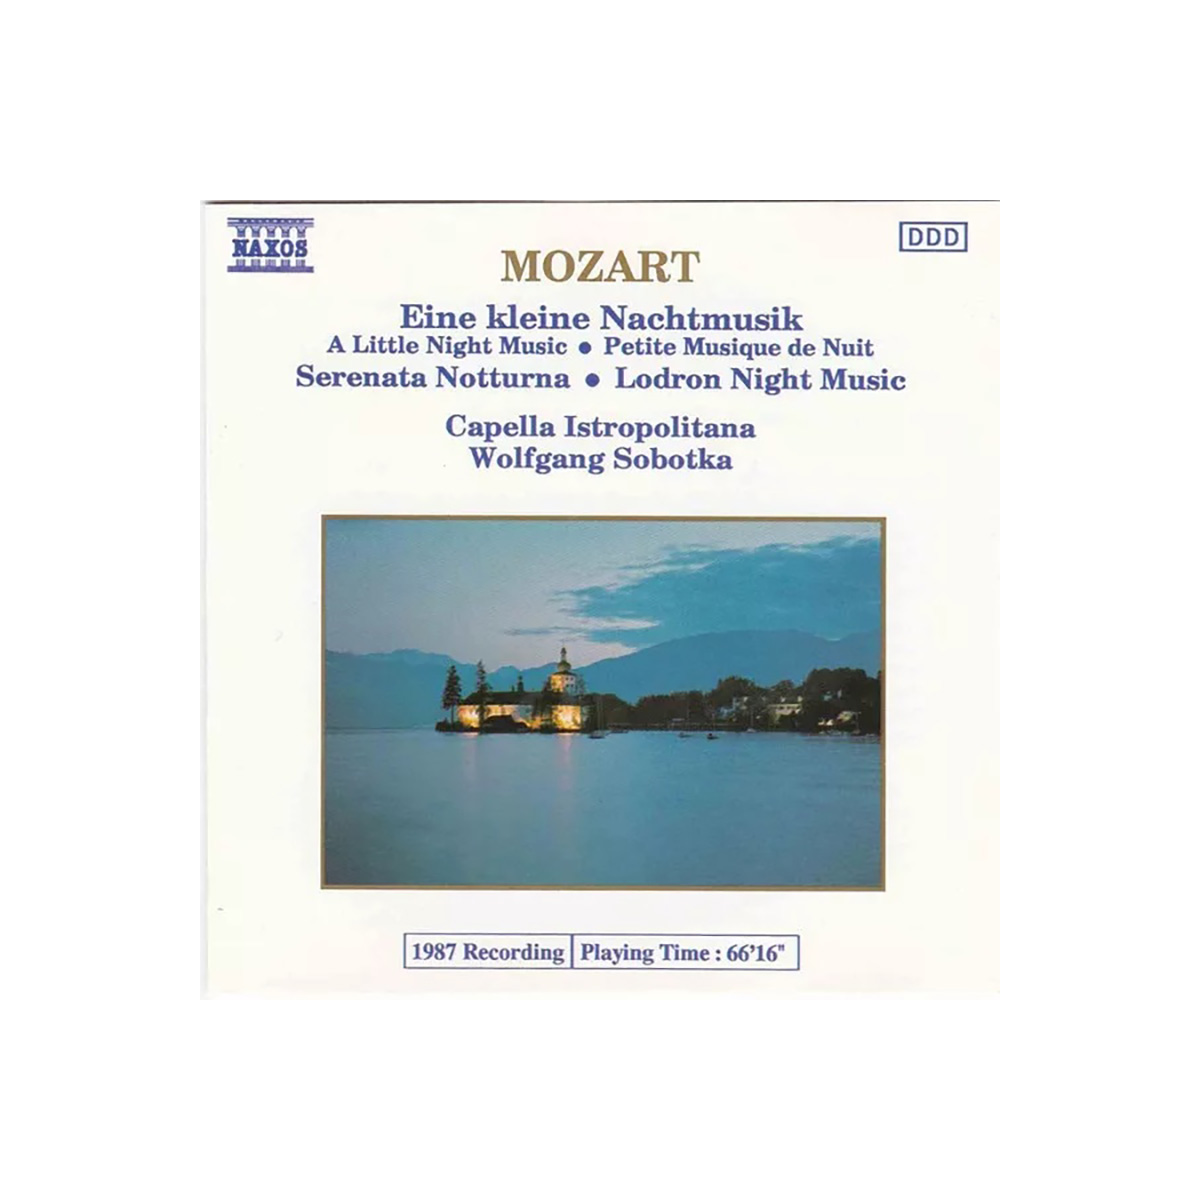 NAXOS
DDD
MOZART
Eine kleine Nachtmusik
A Little Night Music • Petite Musique de Nuit
Serenata Notturna • Lodron Night Music
Capella Istropolitana
Wolfgang Sobotka
1987 Recording Playing Time : 66'16"